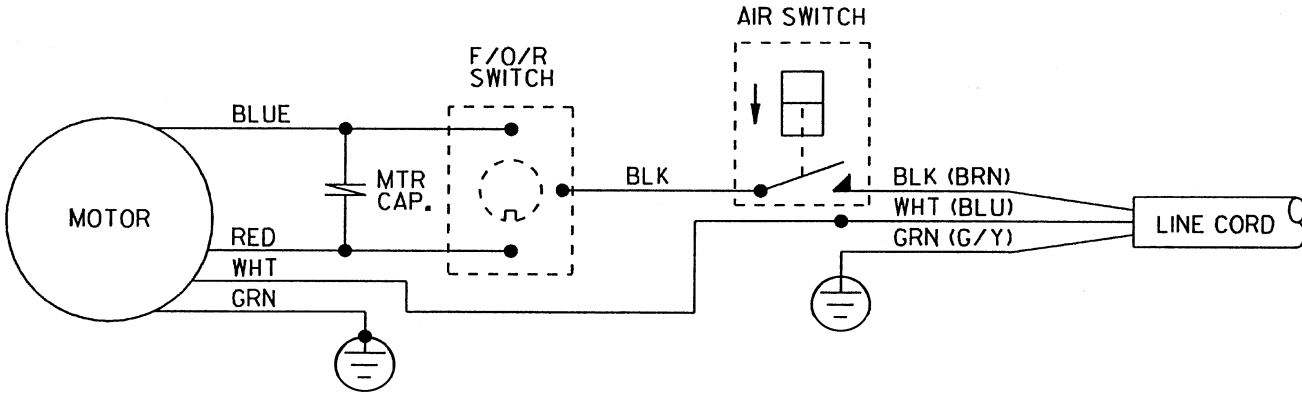 AIR SWITCH
F/O/R
SWITCH
BLUE
MTR
CAP.
BLK
BLK (BRN)
WHT (BLU)
GRN (G/Y)
LINE CORD
MOTOR
RED
WHT
GRN